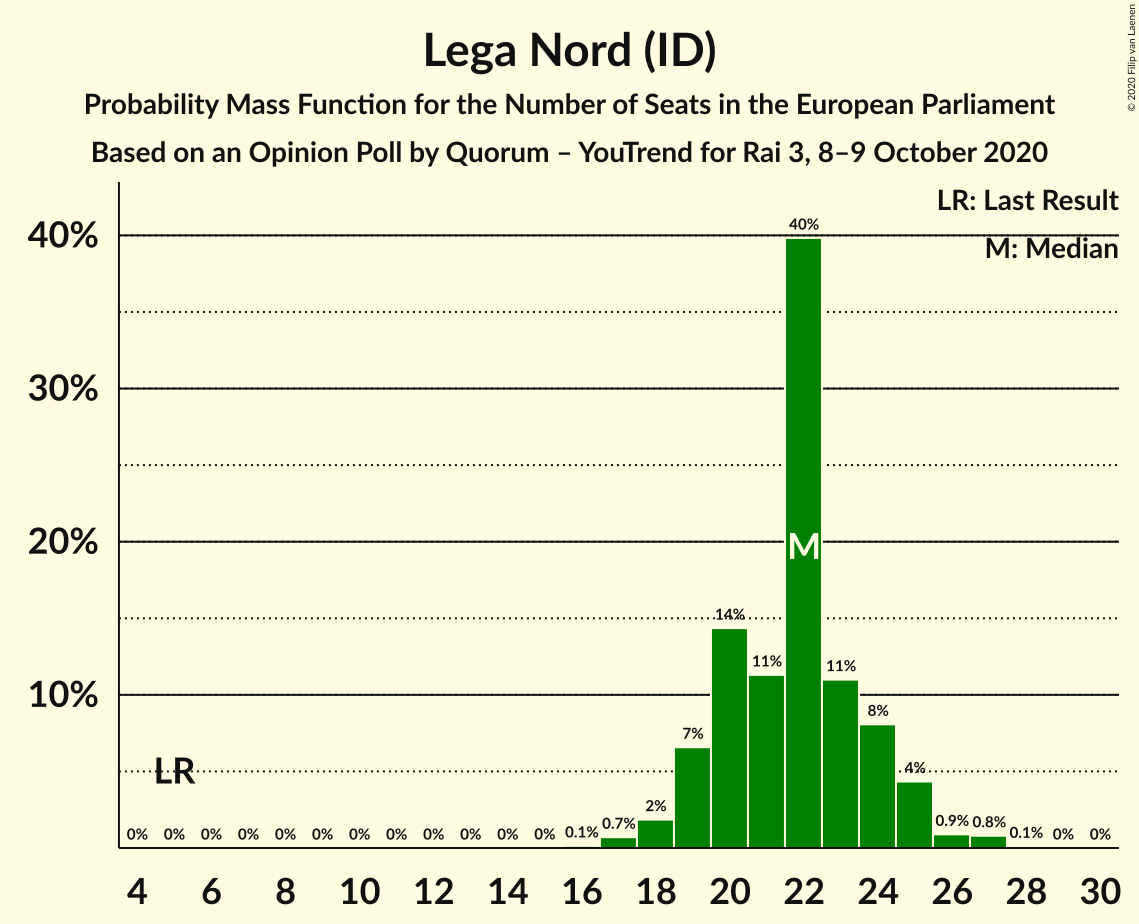 Lega Nord (ID)
Probability Mass Function for the Number of Seats in the European Parliament
Based on an Opinion Poll by Quorum – YouTrend for Rai 3, 8–9 October 2020
© 2020 Filip van Laenen
LR: Last Result
M: Median
40%
30%
20%
10%
40%
M
14%
11%
11%
8%
7%
LR
4%
2%
0% 0% 0% 0% 0% 0% 0% 0% 0% 0% 0% 0% 0.1% 0.7% 0.9% 0.8% 0.1% 0% 0%
4 6 8 10 12 14 16 18 20 22 24 26 28 30